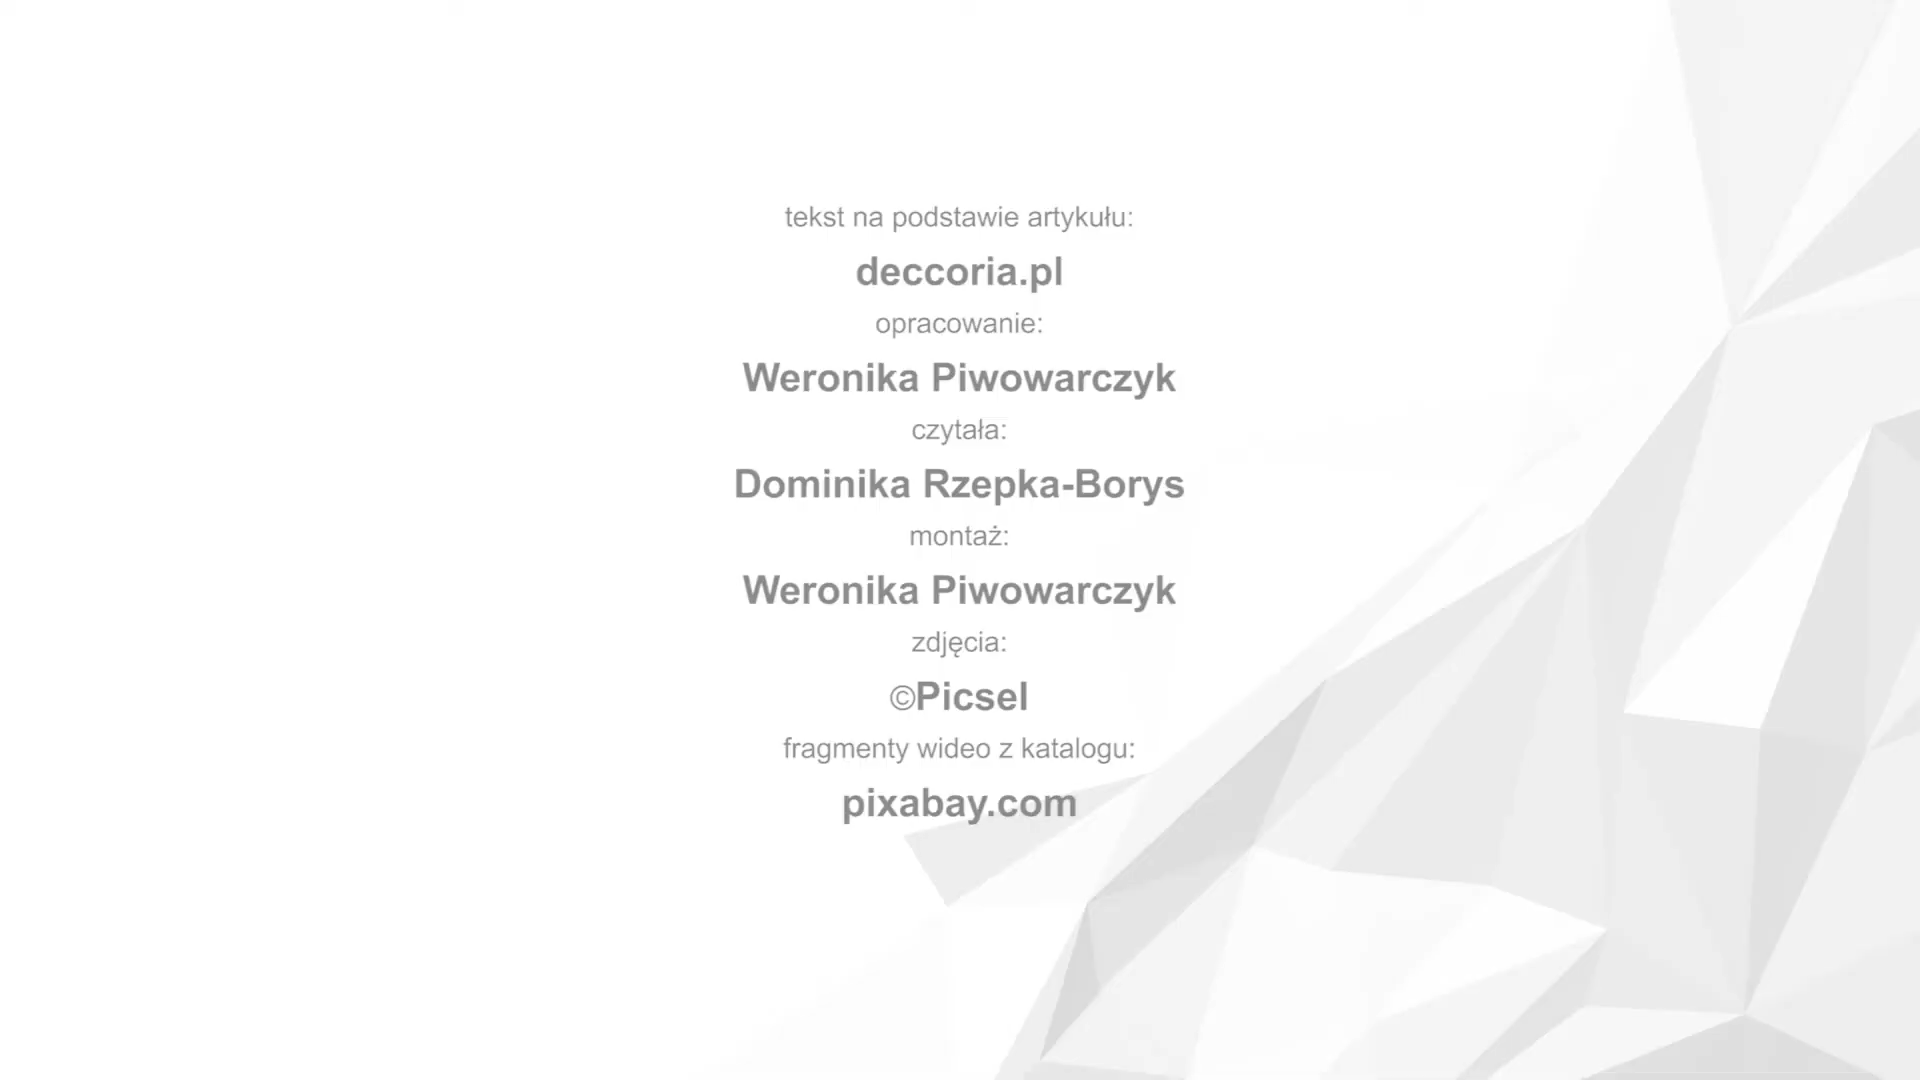 tekst na podstawie artykułu:
deccoria.pl
opracowanie:
Weronika Piwowarczyk
czytała:
Dominika Rzepka-Borys
montaż:
Weronika Piwowarczyk
zdjęcia:
©Picsel
fragmenty wideo z katalogu:
pixabay.com